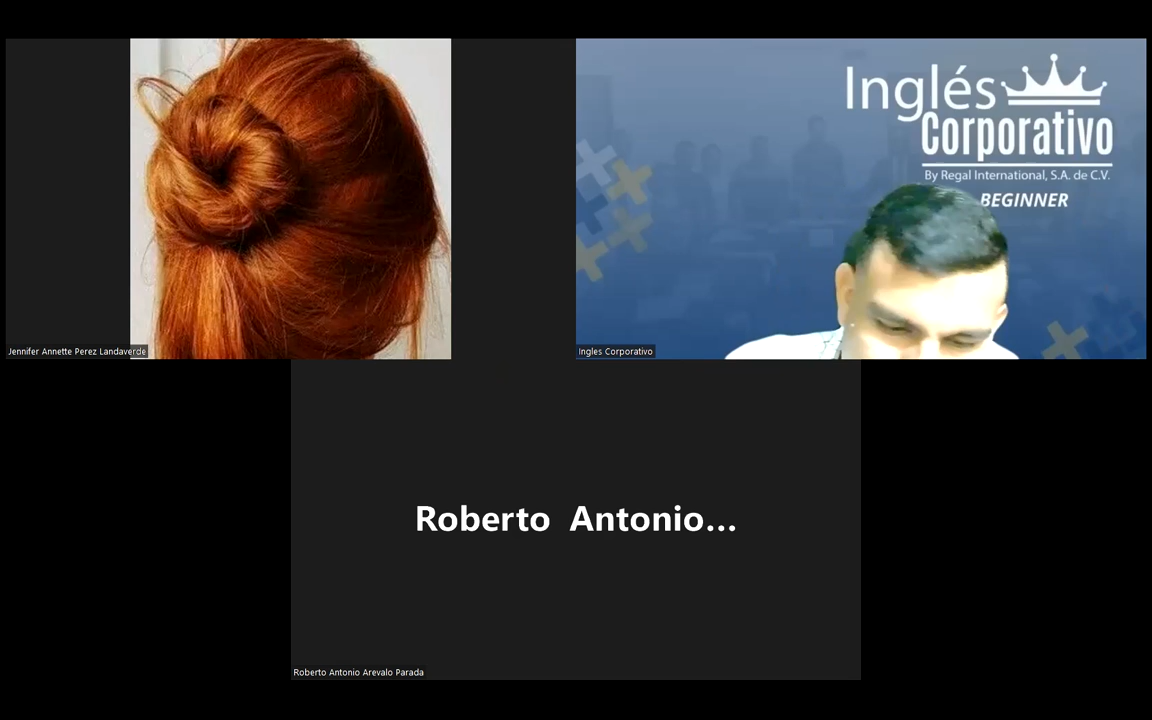 Inglés
Corporativo
By Regal International, S.A. de C.V.
BEGINNER
Jennifer Annette Perez Landaverde
Ingles Corporativo
Roberto Antonio...
Roberto Antonio Arevalo Parada